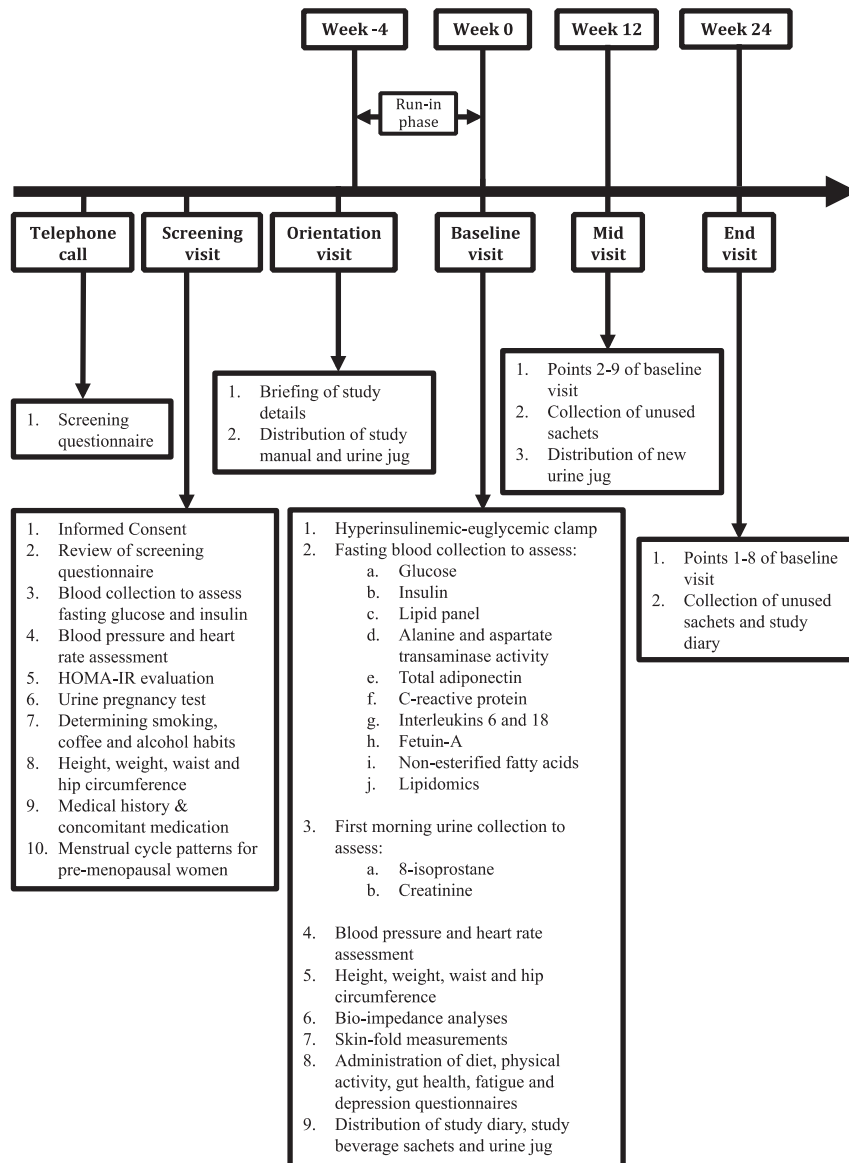 Week -4
Week 0
Week 12
Week 24
Run-in
phase
Telephone
call
Screening
visit
Orientation
visit
Baseline
visit
Mid
visit
End
visit
1. Screening
questionnaire
1. Briefing of study
details
2. Distribution of study
manual and urine jug
1. Points 2-9 of baseline
visit
2. Collection of unused
sachets
3. Distribution of new
urine jug
1. Informed Consent
2. Review of screening
questionnaire
3. Blood collection to assess
fasting glucose and insulin
4. Blood pressure and heart
rate assessment
5. HOMA-IR evaluation
6. Urine pregnancy test
7. Determining smoking,
coffee and alcohol habits
8. Height, weight, waist and
hip circumference
9. Medical history &
concomitant medication
10. Menstrual cycle patterns for
pre-menopausal women
1. Hyperinsulinemic-euglycemic clamp
2. Fasting blood collection to assess:
a. Glucose
b. Insulin
c. Lipid panel
d. Alanine and aspartate
transaminase activity
e. Total adiponectin
f. C-reactive protein
g. Interleukins 6 and 18
h. Fetuin-A
i. Non-esterified fatty acids
j. Lipidomics
3. First morning urine collection to
assess:
a. 8-isoprostane
b. Creatinine
4. Blood pressure and heart rate
assessment
5. Height, weight, waist and hip
circumference
6. Bio-impedance analyses
7. Skin-fold measurements
8. Administration of diet, physical
activity, gut health, fatigue and
depression questionnaires
9. Distribution of study diary, study
beverage sachets and urine jug
1. Points 1-8 of baseline
visit
2. Collection of unused
sachets and study
diary